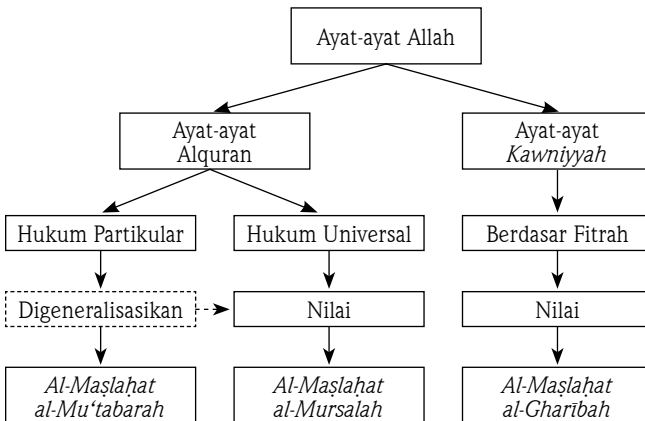 Ayat-ayat Allah
Ayat-ayat
Alquran
Ayat-ayat
Kawniyyah
Hukum Partikular
Hukum Universal
Berdasar Fitrah
Digeneralisasikan
Nilai
Nilai
Al-Maṣlaḥat
al-Mu‘tabarah
Al-Maṣlaḥat
al-Mursalah
Al-Maṣlaḥat
al-Gharībah